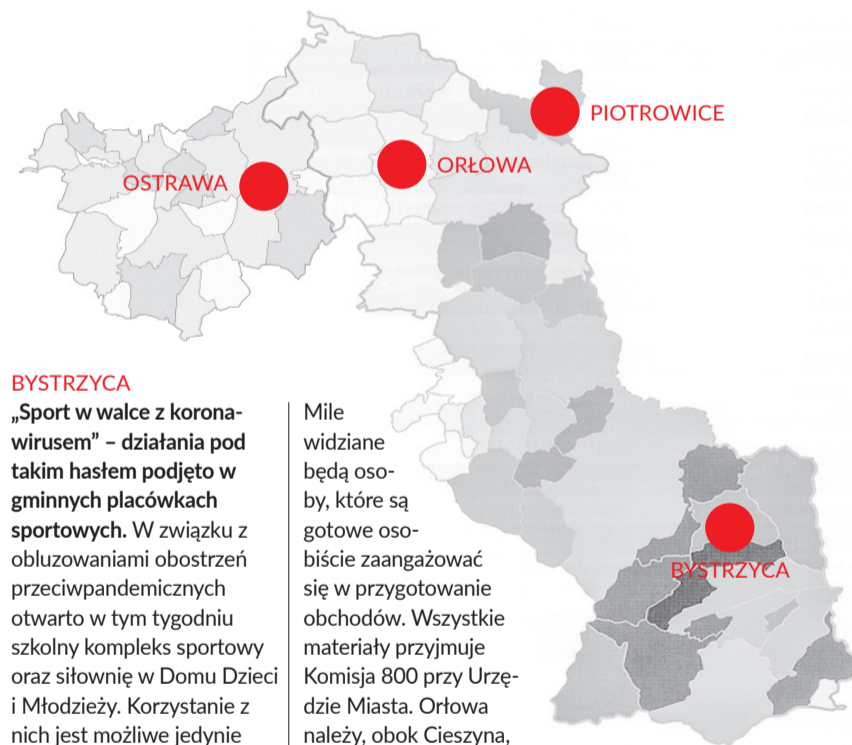 PIOTROWICE
ORŁOWA
OSTRAWA
BYSTRZYCA
BYSTRZYCA
„Sport w walce z korona-
wirusem” – działania pod
takim hasłem podjęto w
gminnych placówkach
sportowych. W związku z
obluzowaniami obostrzeń
przeciwpandemicznych
otwarto w tym tygodniu
szkolny kompleks sportowy
oraz siłownię w Domu Dzieci
i Młodzieży. Korzystanie z
nich jest możliwe jedynie
Mile
widziane
będą oso-
by, które są
gotowe oso-
biście zaangażować
się w przygotowanie
obchodów. Wszystkie
materiały przyjmuje
Komisja 800 przy Urzę-
dzie Miasta. Orłowa
należy, obok Cieszyna,